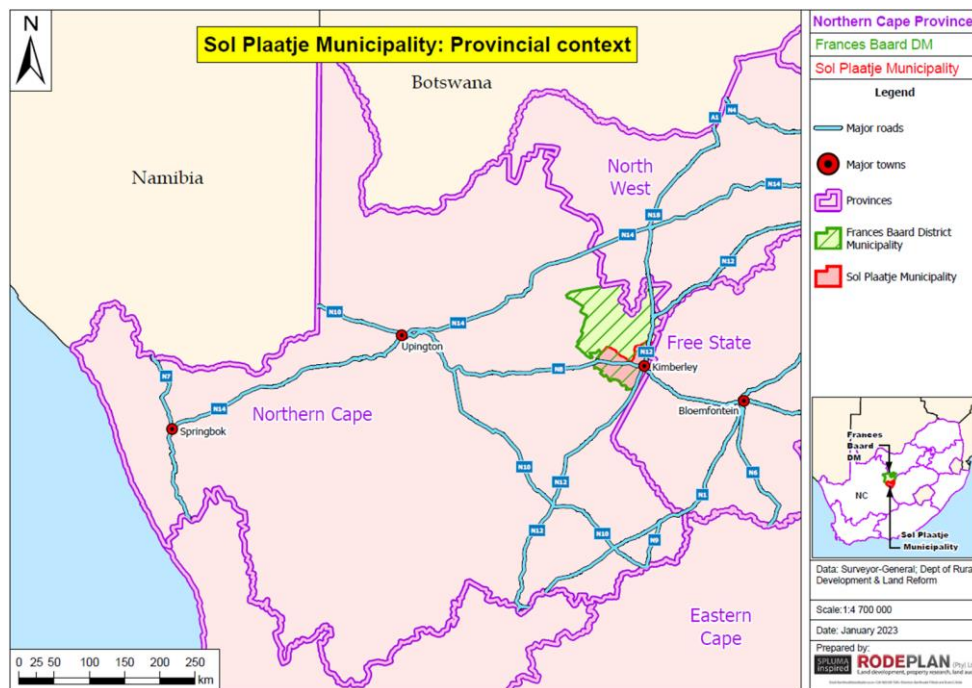 N
Sol Plaatje Municipality: Provincial context
Botswana
Namibia
North
West
Free State
Northern Cape
Eastern
Cape
Upington
Springbok
Kimberley
Bloemfontein
A1
N4
N14
N18
N14
N12
N10
N14
N12
N8
N7
N14
N10
N12
N1
N6
N12
N10
N9
0 25 50 100 150 200 250
km
Northern Cape Province
Frances Baard DM
Sol Plaatje Municipality
Legend
Major roads
Major towns
Provinces
Frances Baard District
Municipality
Sol Plaatje Municipality
Frances
Baard
DM
NC
Sol Plaatje
Municipality
Data: Surveyor-General; Dept of Rura
Development & Land Reform
Scale:1:4 700 000
Date: January 2023
Prepared by:
SPLUMA
inspired
RODEPLAN (Pty) L
Land development, property research, land au